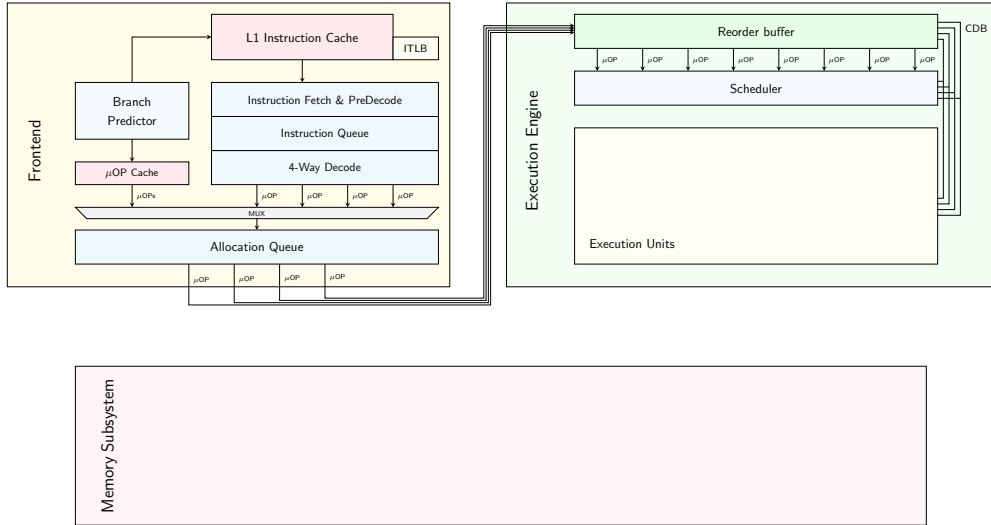 Frontend
L1 Instruction Cache
ITLB
Branch
Predictor
Instruction Fetch & PreDecode
Instruction Queue
4-Way Decode
μOP Cache
μOPs
μOP
μOP
μOP
μOP
MUX
Allocation Queue
μOP
μOP
μOP
μOP
Execution Engine
Reorder buffer
CDB
μOP
μOP
μOP
μOP
μOP
μOP
μOP
μOP
Scheduler
Execution Units
Memory Subsystem